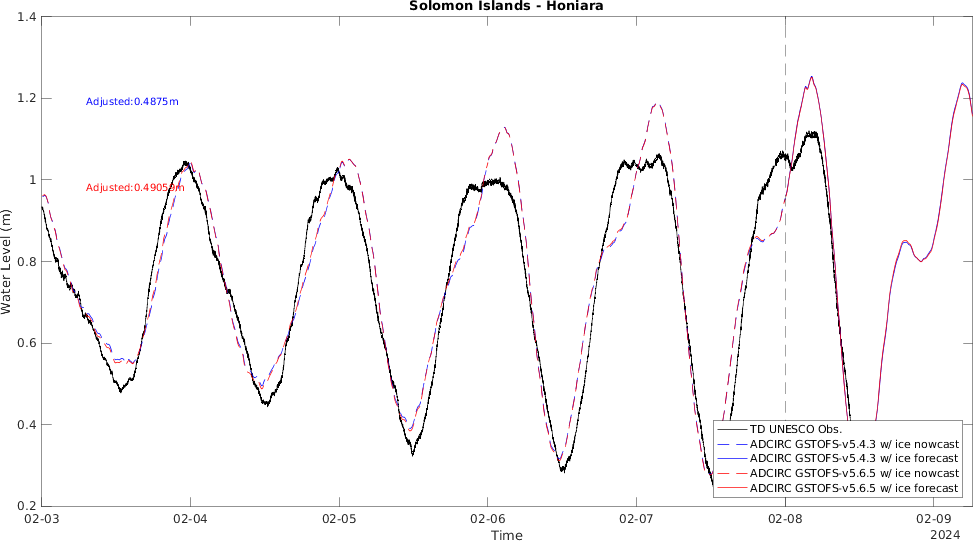 Solomon Islands - Honiara
1.4
1.2
1
0.8
0.6
0.4
0.2
Water Level (m)
Adjusted:0.4875m
Adjusted:0.49059m
TD UNESCO Obs.
ADCIRC GSTOFS-v5.4.3 w/ ice nowcast
ADCIRC GSTOFS-v5.4.3 w/ ice forecast
ADCIRC GSTOFS-v5.6.5 w/ ice nowcast
ADCIRC GSTOFS-v5.6.5 w/ ice forecast
02-03 02-04 02-05 02-06 02-07 02-08 02-09
Time
2024